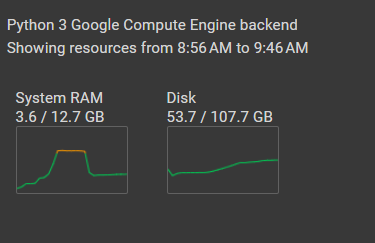 Python 3 Google Compute Engine backend
Showing resources from 8:56 AM to 9:46 AM
System RAM
3.6 / 12.7 GB
Disk
53.7 / 107.7 GB